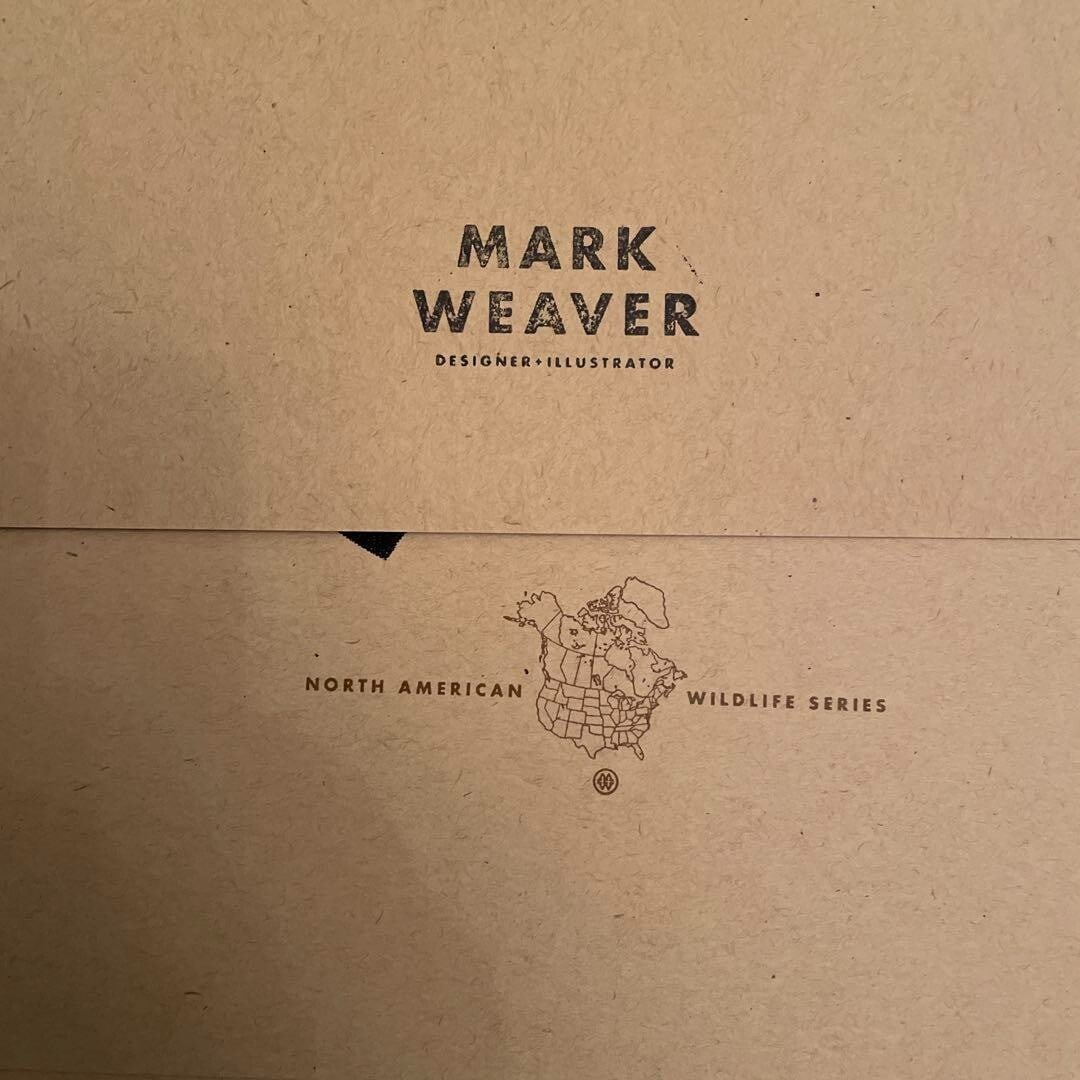 MARK
WEAVER
DESIGNER+ILLUSTRATOR
NORTH AMERICAN WILDLIFE SERIES